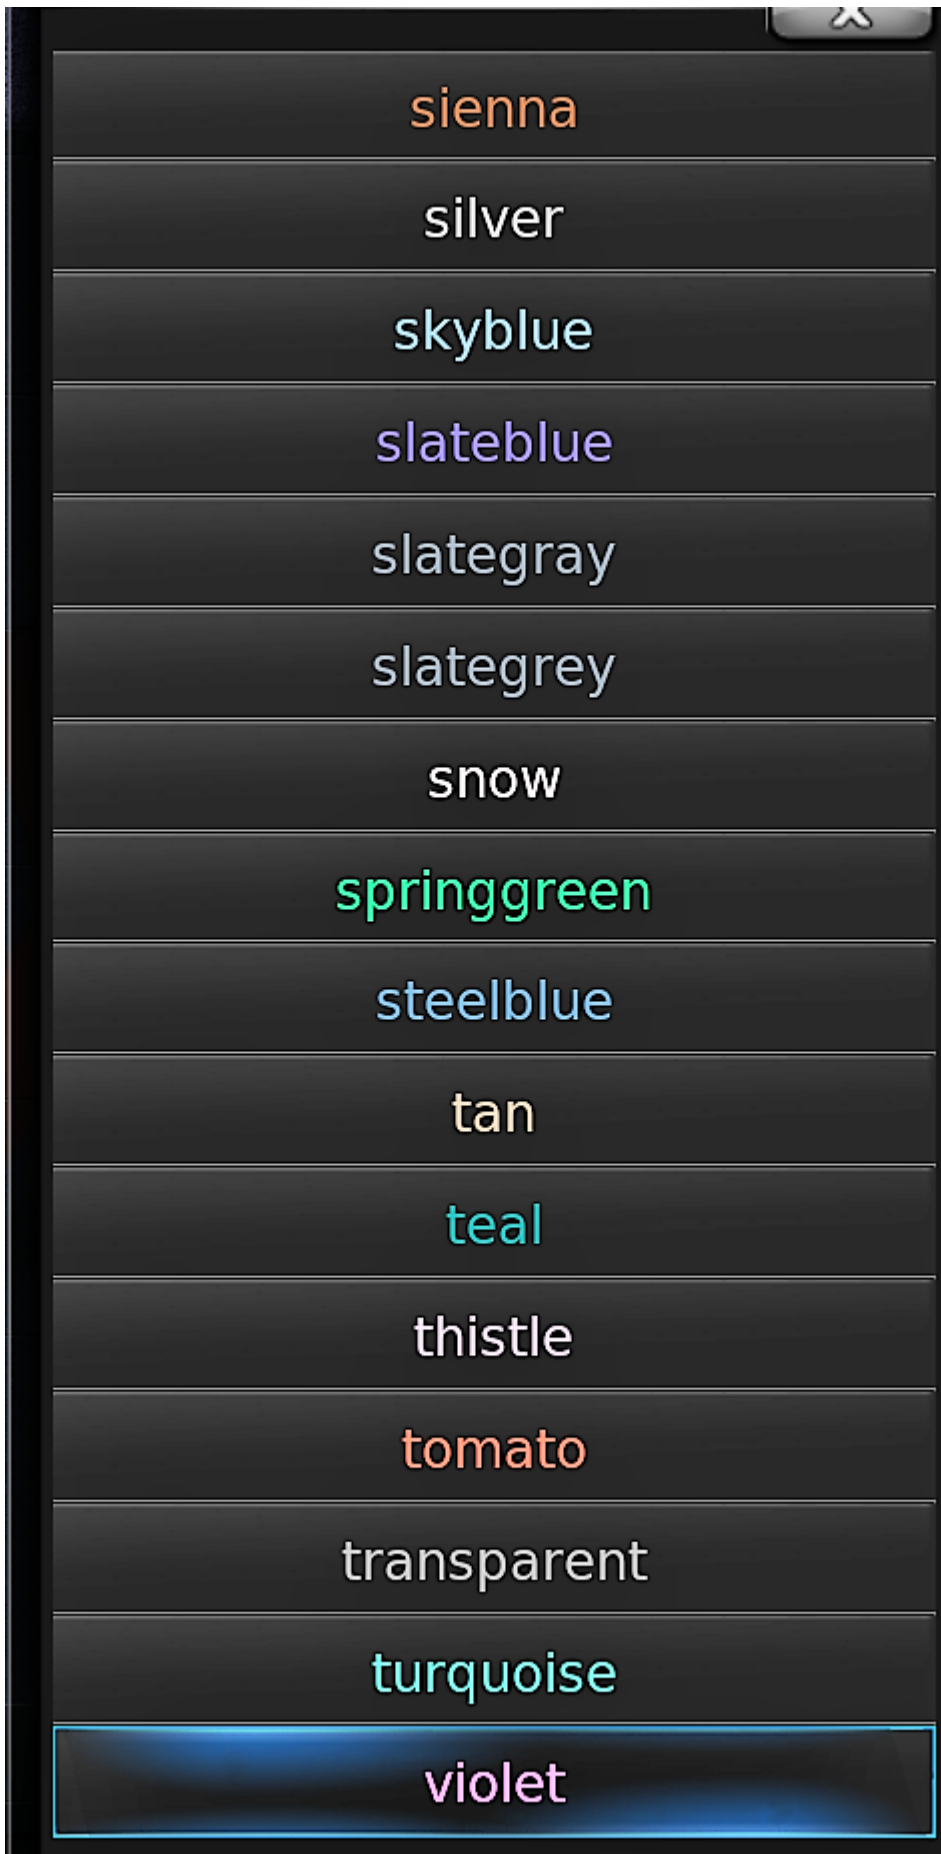 sienna
silver
skyblue
slateblue
slategray
slategrey
snow
springgreen
steelblue
tan
teal
thistle
tomato
transparent
turquoise
violet